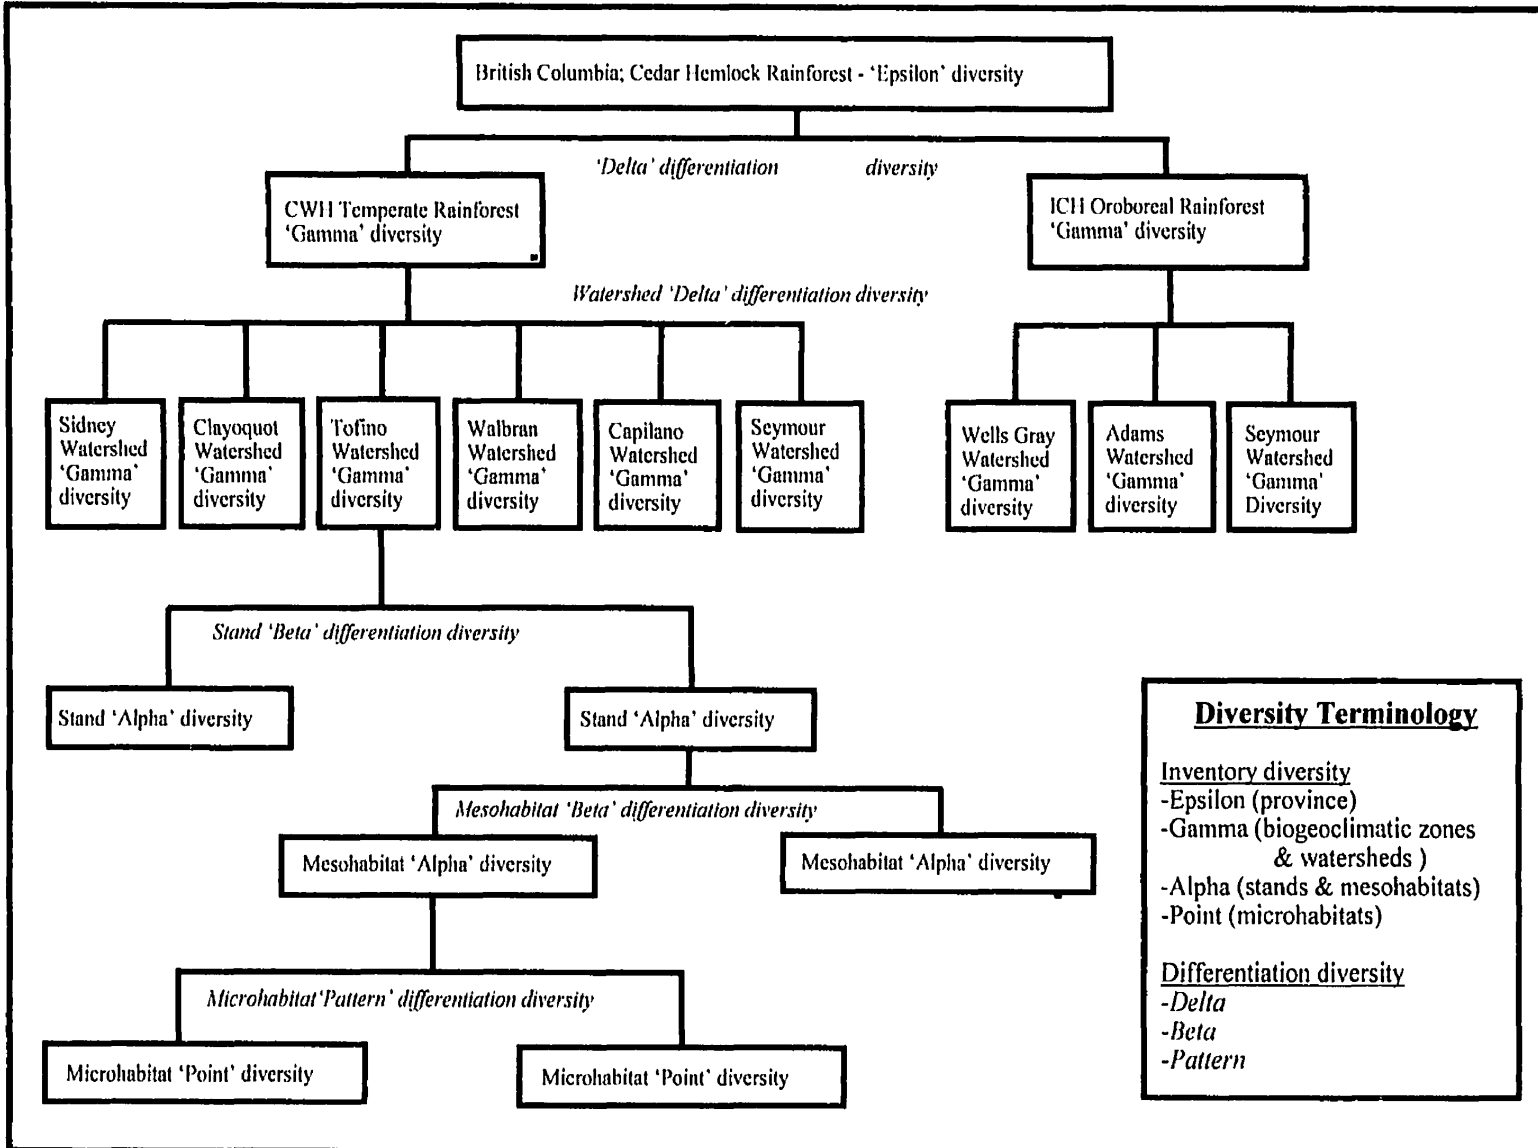 British Columbia; Cedar Hemlock Rainforest - 'Epsilon' diversity
'Delta' differentiation diversity
CWH Temperate Rainforest
'Gamma' diversity
ICH Oroboreal Rainforest
'Gamma' diversity
Watershed 'Delta' differentiation diversity
Sidney
Watershed
'Gamma'
diversity
Clayoquot
Watershed
'Gamma'
diversity
Tofino
Watershed
'Gamma'
diversity
Walbran
Watershed
'Gamma'
diversity
Capilano
Watershed
'Gamma'
diversity
Seymour
Watershed
'Gamma'
diversity
Wells Gray
Watershed
'Gamma'
diversity
Adams
Watershed
'Gamma'
diversity
Seymour
Watershed
'Gamma'
Diversity
Stand 'Beta' differentiation diversity
Stand 'Alpha' diversity
Stand 'Alpha' diversity
Mesohabitat 'Beta' differentiation diversity
Mesohabitat 'Alpha' diversity
Mesohabitat 'Alpha' diversity
Microhabitat 'Pattern' differentiation diversity
Microhabitat 'Point' diversity
Microhabitat 'Point' diversity
Diversity Terminology
Inventory diversity
-Epsilon (province)
-Gamma (biogeoclimatic zones
& watersheds )
-Alpha (stands & mesohabitats)
-Point (microhabitats)
Differentiation diversity
-Delta
-Beta
-Pattern